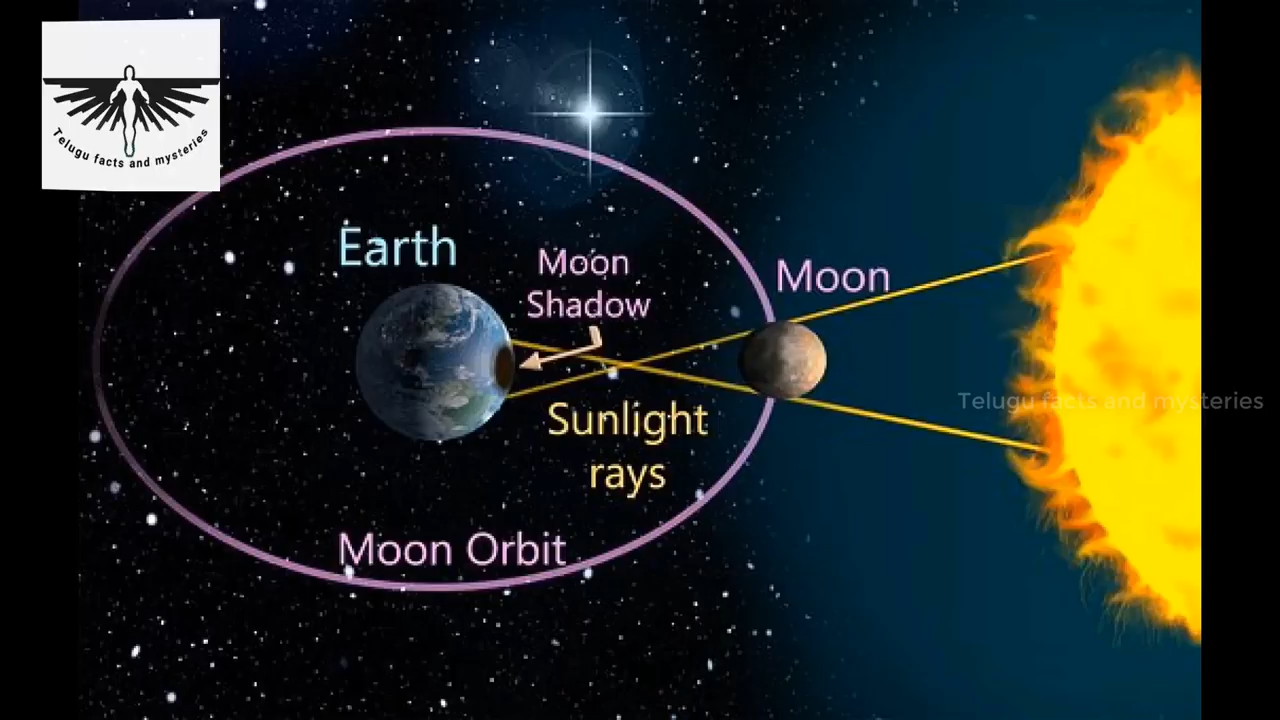 Telugu facts and mysteries
Earth
Moon
Shadow
Moon
Telugu facts and mysteries
Sunlight
rays
Moon Orbit